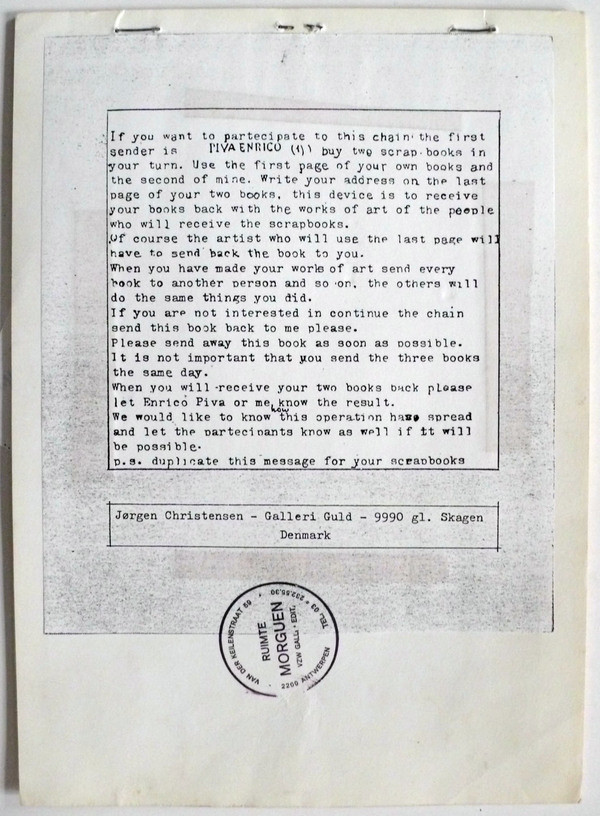 If you want to partecipate to this chain the first
sender is PIVA ENRICO (1) buy two scrap.books in
your turn. Use the first page of your own books and
the second of mine. Write your address on the last
page of your two books, this device is to receive
your books back with the works of art of the people
who will receive the scrapbooks.
Of course the artist who will use the last page will
have to send back the book to you.
When you have made your works of art send every
book to another person and so on, the others will
do the same things you did.
If you are not interested in continue the chain
send this book back to me please.
Please send away this book as soon as possible.
It is not important that you send the three books
the same day.
When you will receive your two books back please
let Enrico Piva or me know the result.
We would like to know how this operation has spread
and let the partecipants know as well if it will
be possible.
p.s. duplicate this message for your scrapbooks
Jørgen Christensen - Galleri Guld - 9990 gl. Skagen
Denmark
VAN DER KEILENSTRAAT 59 * TEL 03 * 232.55.30.
RUIMTE
MORGUEN
VZW GALL. + EDIT.
2200 ANTWERPEN